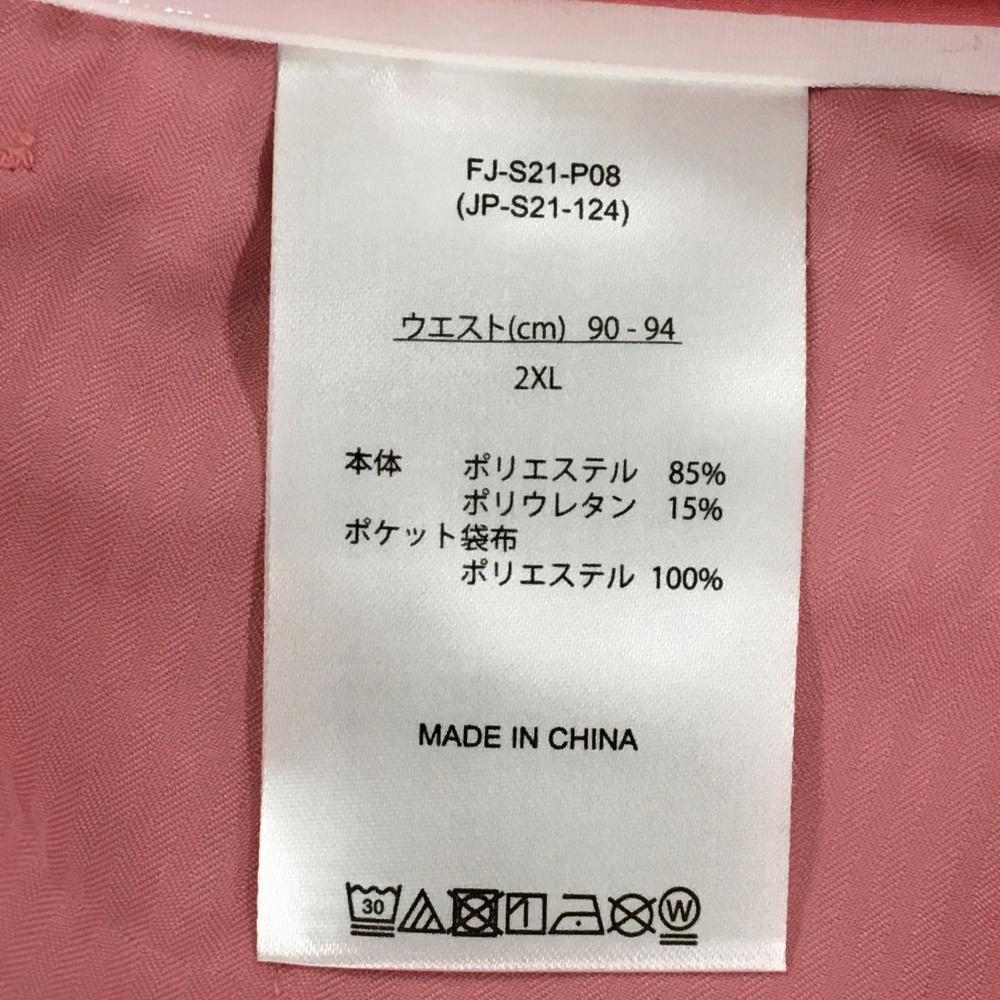 FJ-S21-P08
(JP-S21-124)
ウエスト(cm) 90 - 94
2XL
本体 ポリエステル 85%
ポリウレタン 15%
ポケット袋布
ポリエステル 100%
MADE IN CHINA
30 W